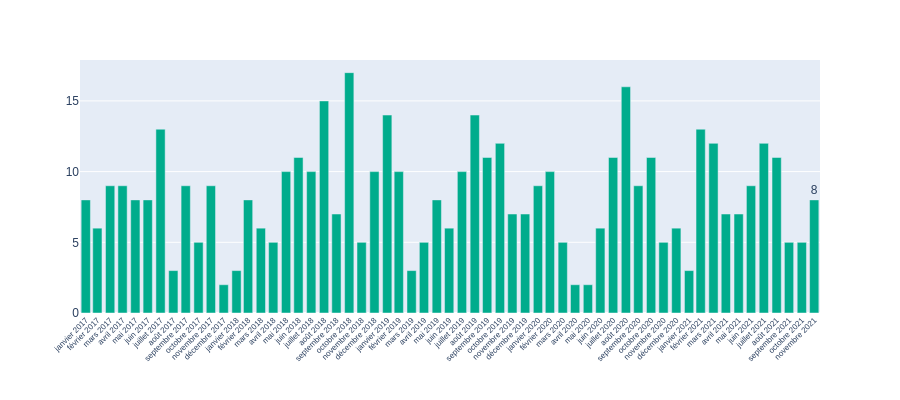 15
10
5
0
8
janvier 2017
février 2017
mars 2017
avril 2017
mai 2017
juin 2017
juillet 2017
août 2017
septembre 2017
octobre 2017
novembre 2017
décembre 2017
janvier 2018
février 2018
mars 2018
avril 2018
mai 2018
juin 2018
juillet 2018
août 2018
septembre 2018
octobre 2018
novembre 2018
décembre 2018
janvier 2019
février 2019
mars 2019
avril 2019
mai 2019
juin 2019
juillet 2019
août 2019
septembre 2019
octobre 2019
novembre 2019
décembre 2019
janvier 2020
février 2020
mars 2020
avril 2020
mai 2020
juin 2020
juillet 2020
août 2020
septembre 2020
octobre 2020
novembre 2020
décembre 2020
janvier 2021
février 2021
mars 2021
avril 2021
mai 2021
juin 2021
juillet 2021
août 2021
septembre 2021
octobre 2021
novembre 2021